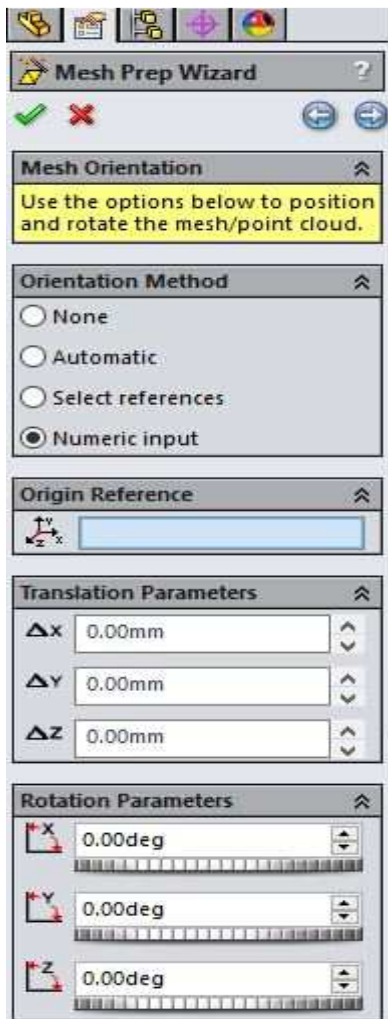 Mesh Prep Wizard ?
Mesh Orientation
Use the options below to position
and rotate the mesh/point cloud.
Orientation Method
None
Automatic
Select references
Numeric input
Origin Reference
Y
Z X
Translation Parameters
ΔX 0.00mm
ΔY 0.00mm
ΔZ 0.00mm
Rotation Parameters
X 0.00deg
Y 0.00deg
Z 0.00deg